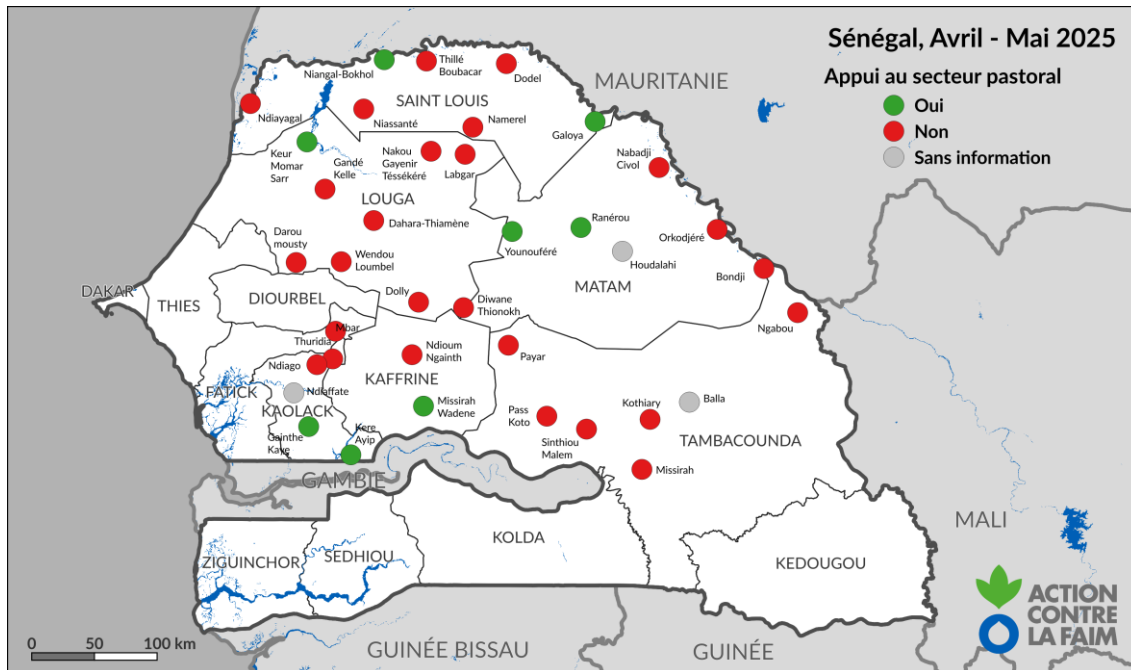 Sénégal, Avril - Mai 2025
Appui au secteur pastoral
Oui
Non
Sans information
MAURITANIE
Niangal-Bokhol
Thillé
Boubacar
Dodel
SAINT LOUIS
Ndiayagal
Niassanté
Namerel
Galoya
Keur
Momar
Sarr
Gandé
Kelle
Nakou
Gayenir
Téssékéré
Labgar
Nabadji
Civol
LOUGA
Dahara-Thiamène
Ranérou
Younouféré
Orkodjéré
Houdalahi
Bondji
Darou
mousty
Wendou
Loumbel
MATAM
DAKAR
THIES
DIOURBEL
Dolly
Diwane
Thionokh
Ngabou
Mbar
Thuridia
Ndiago
Ndioum
Ngainth
Payar
KAFFRINE
FATICK
Ndiaffate
KAOLACK
Missirah
Wadene
Balla
Gainthe
Kaye
Kere
Ayip
Pass
Koto
Kothiary
Sinthiou
Malem
TAMBACOUNDA
Missirah
GAMBIE
MALI
KOLDA
ZIGUINCHOR
SEDHIOU
KEDOUGOU
GUINÉE BISSAU
GUINÉE
0 50 100 km
ACTION
CONTRE
LA FAIM